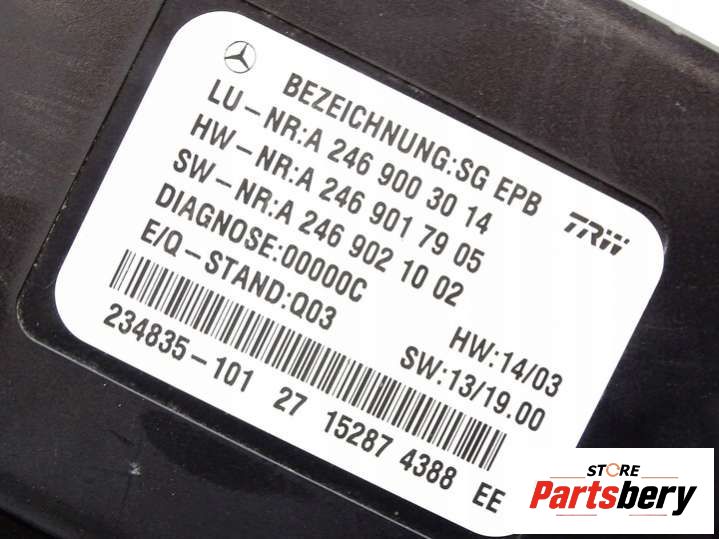 BEZEICHNUNG:SG EPB
LU-NR:A 246 900 30 14
HW-NR:A 246 901 79 05
SW-NR:A 246 902 10 02
DIAGNOSE:00000C
E/Q-STAND:Q03
TRW
HW:14/03
SW:13/19.00
234835-101 27 15287 4388 EE
STORE
Partsbery